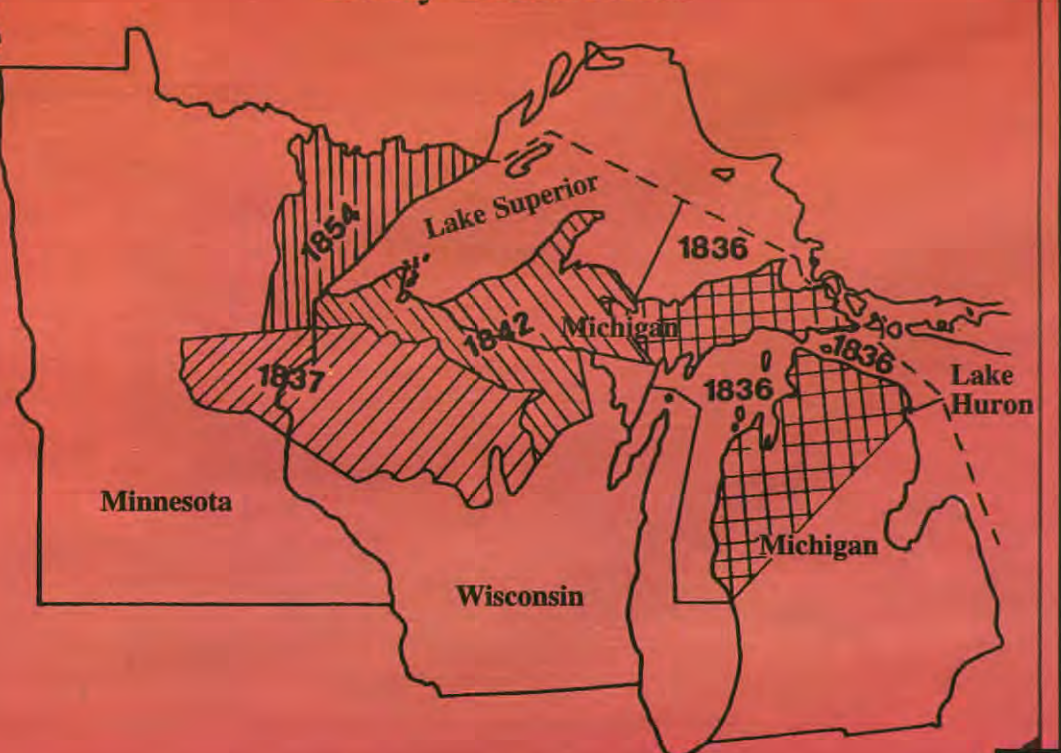 1854
Lake Superior
1836
1842
Michigan
1837
1836
1836
Lake
Huron
Minnesota
Michigan
Wisconsin